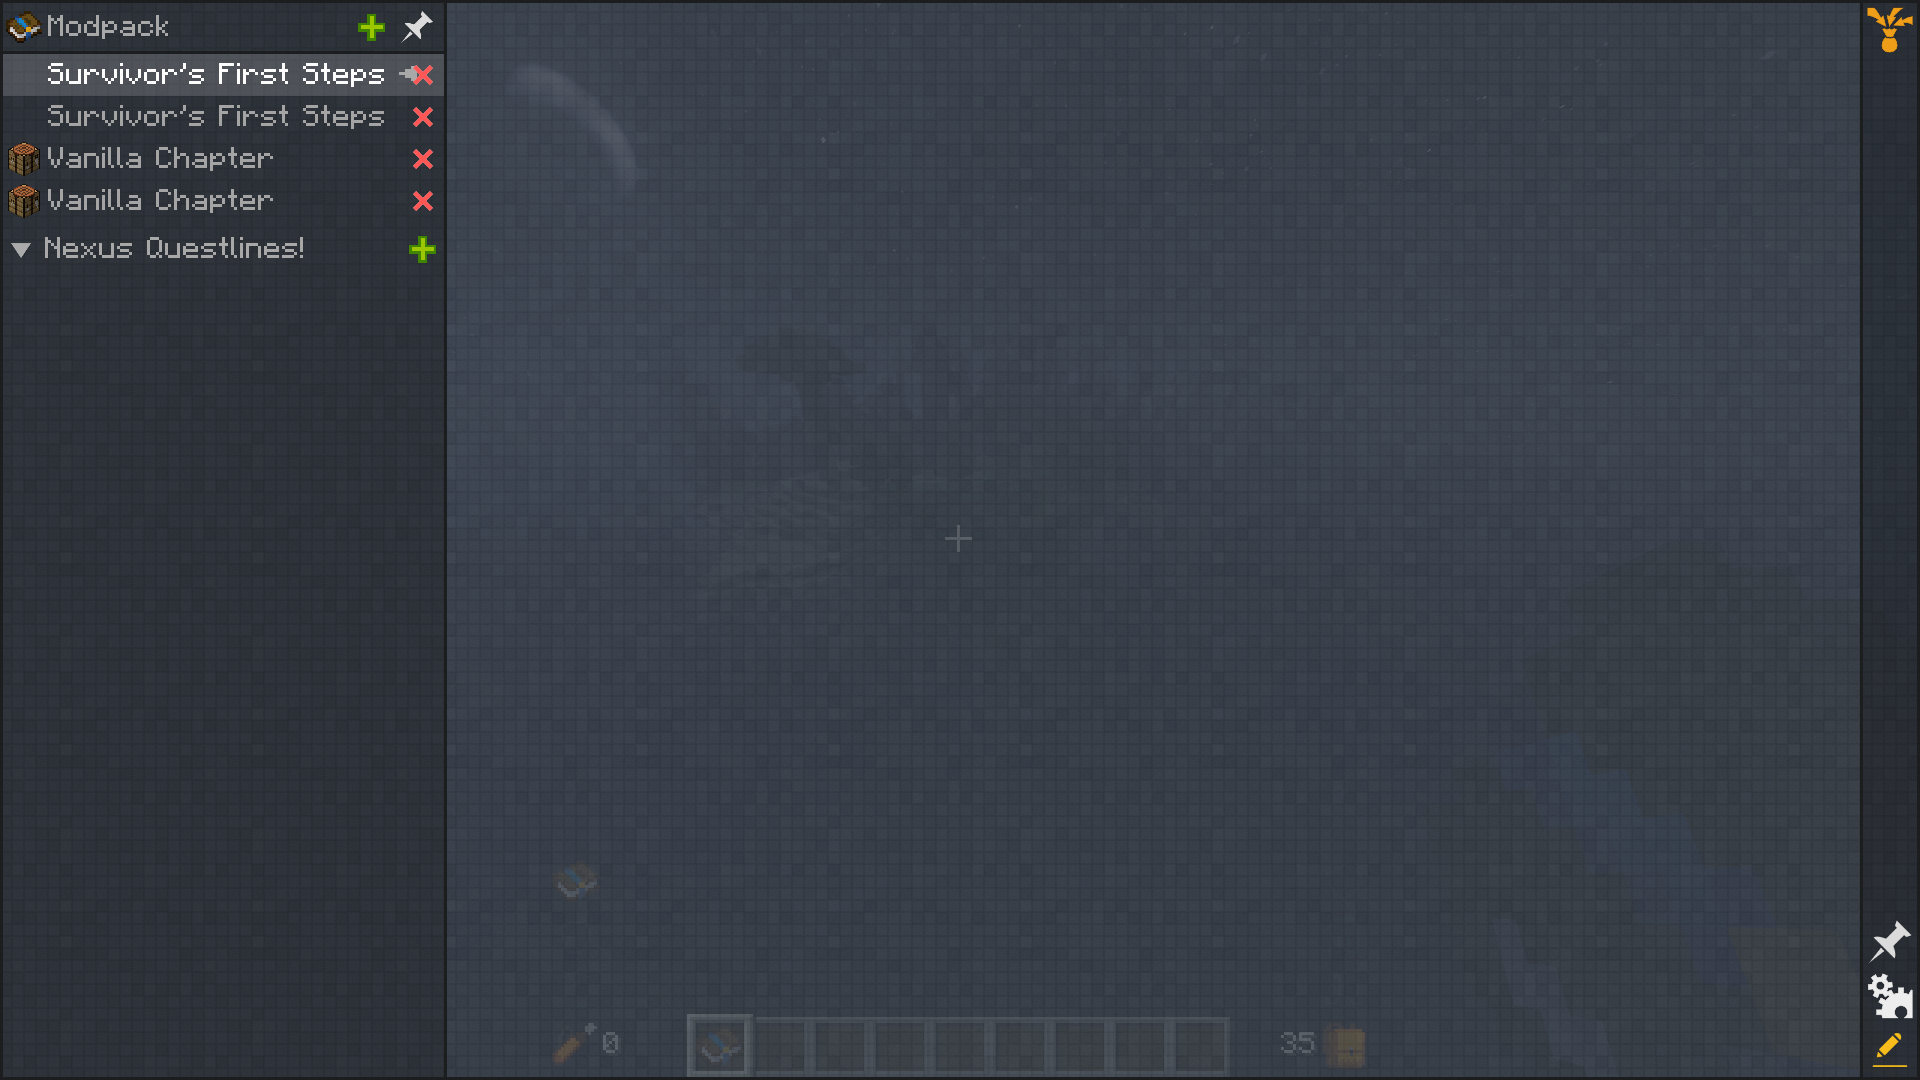 Modpack
Survivor's First Steps
Survivor's First Steps
Vanilla Chapter
Vanilla Chapter
Nexus Questlines!
0
35